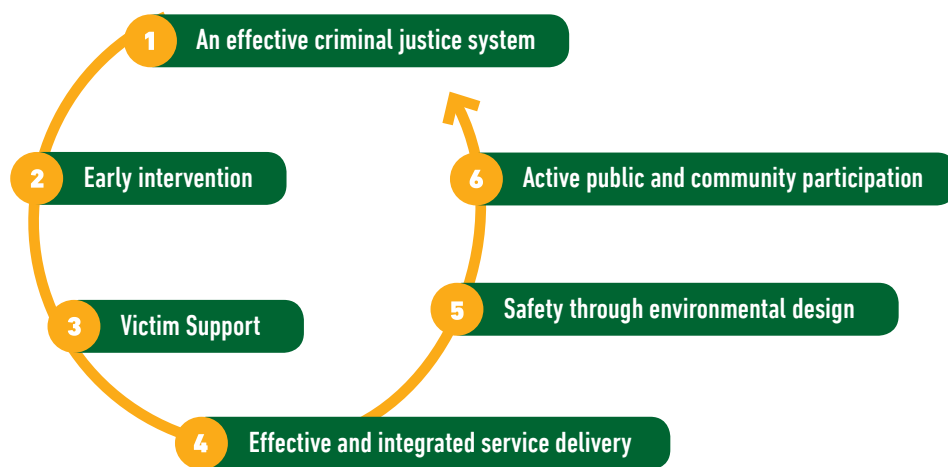 1 An effective criminal justice system
2 Early intervention
3 Victim Support
4 Effective and integrated service delivery
5 Safety through environmental design
6 Active public and community participation